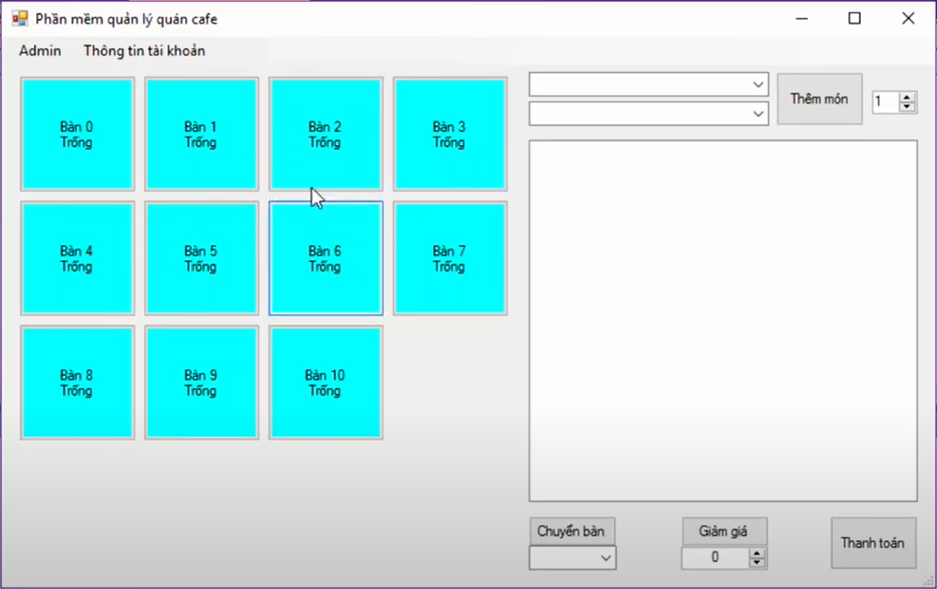 Phần mềm quản lý quán cafe
Admin
Thông tin tài khoản
Bàn 0
Trống
Bàn 1
Trống
Bàn 2
Trống
Bàn 3
Trống
Bàn 4
Trống
Bàn 5
Trống
Bàn 6
Trống
Bàn 7
Trống
Bàn 8
Trống
Bàn 9
Trống
Bàn 10
Trống
Thêm món
1
Chuyển bàn
Giảm giá
0
Thanh toán